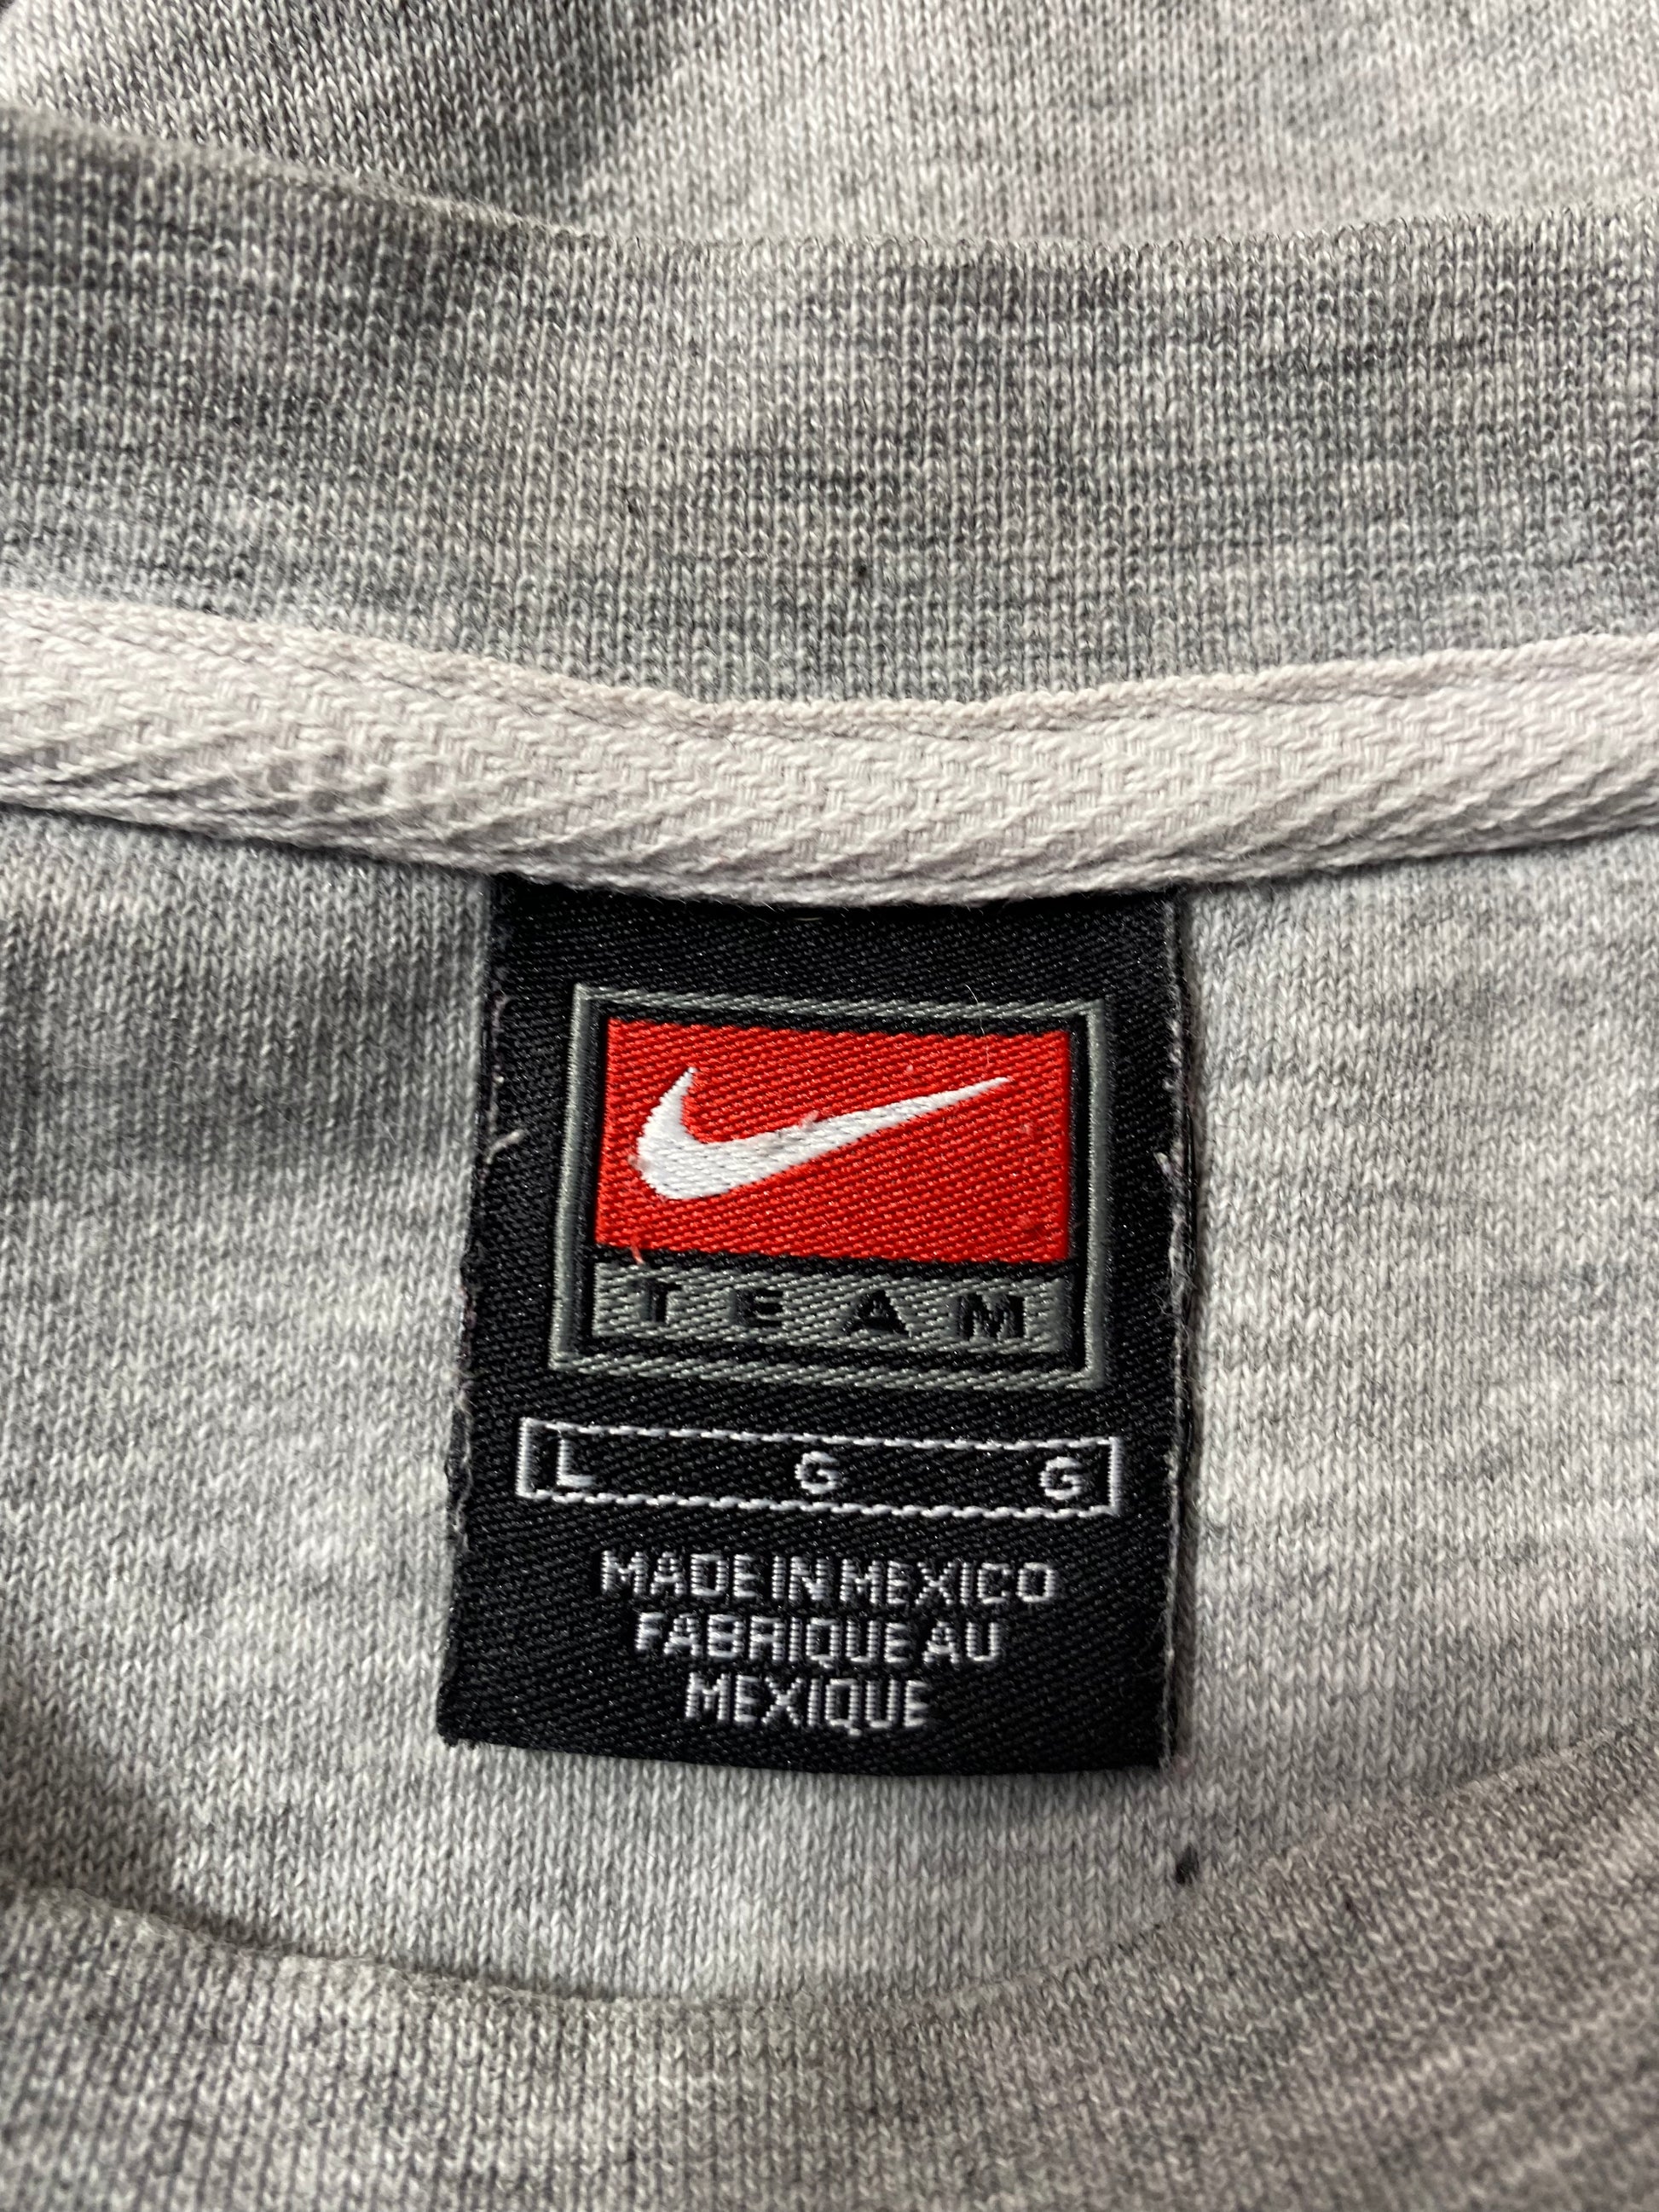 TEAM
L G G
MADE IN MEXICO
FABRIQUE AU
MEXIQUE